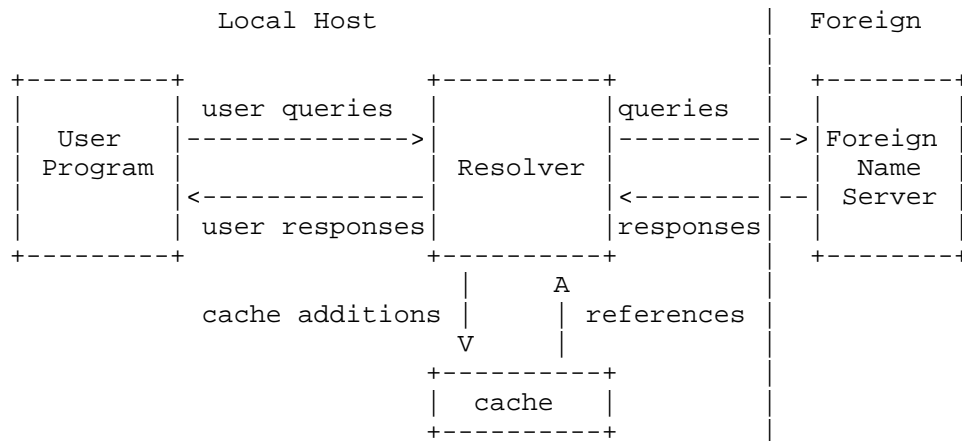 Local Host | Foreign
|
+---------+ +----------+ | +--------+
| | user queries | |queries | | |
| User |-------------->| |---------|->|Foreign |
| Program | | Resolver | | | Name |
| |<--------------| |<--------|--| Server |
| | user responses| |responses| | |
+---------+ +----------+ | +--------+
| A |
cache additions | | references |
V | |
+----------+ |
| cache | |
+----------+ |